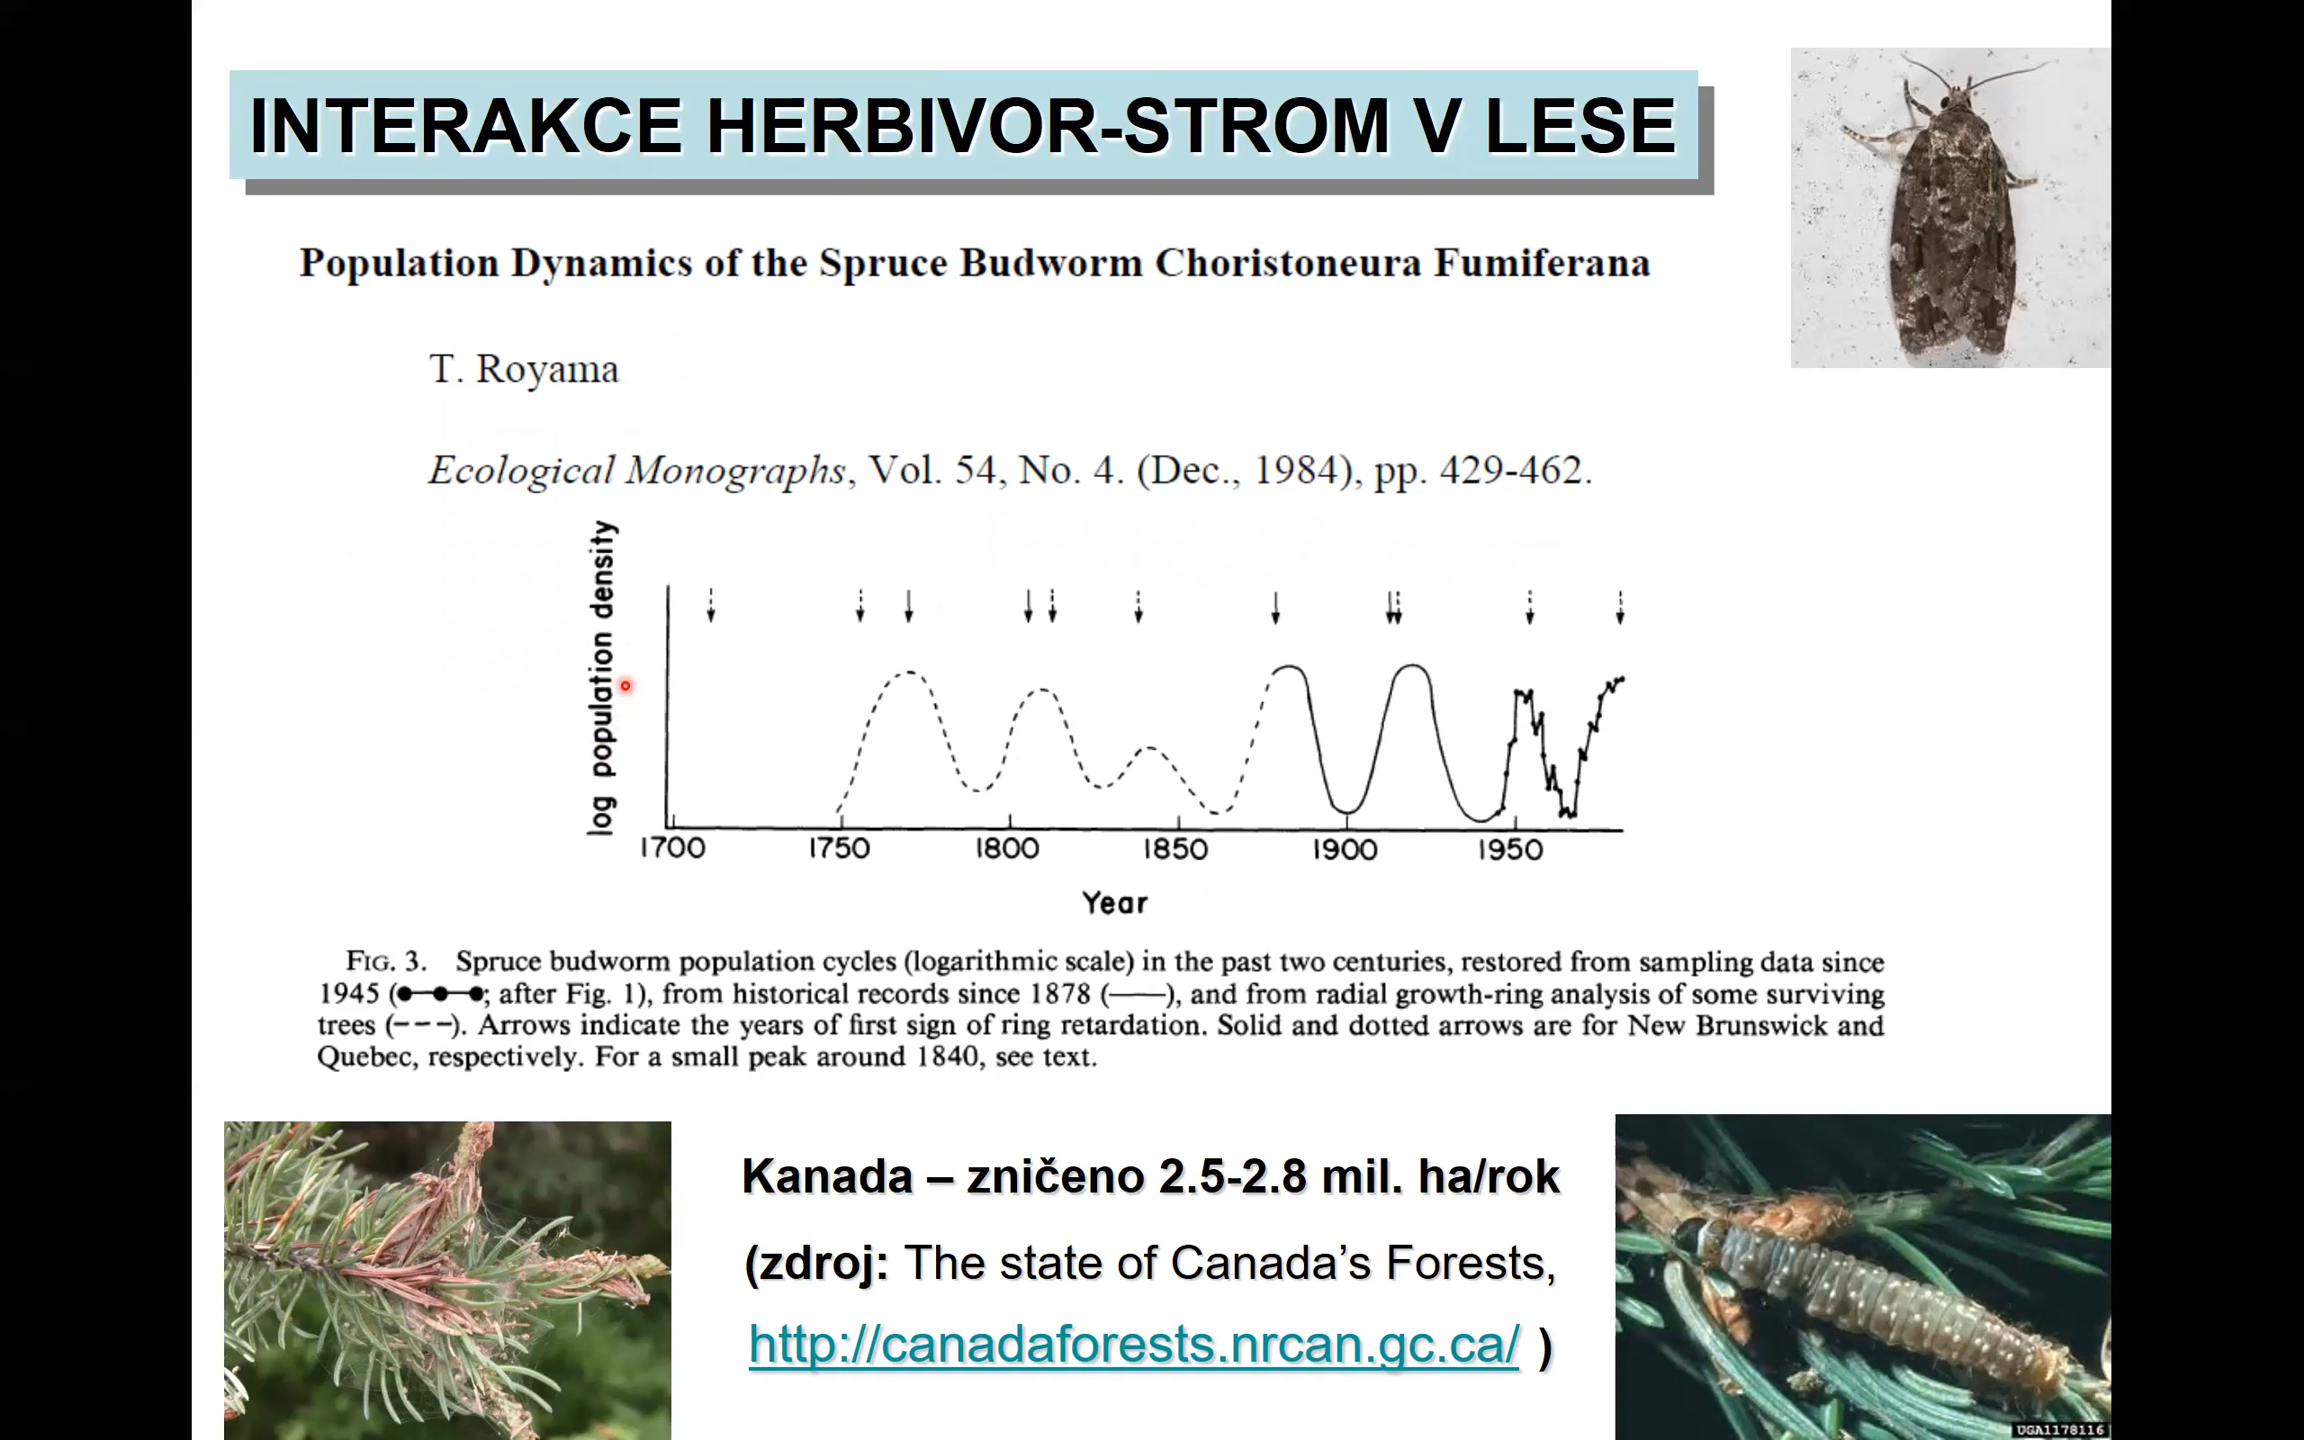 INTERAKCE HERBIVOR-STROM V LESE
Population Dynamics of the Spruce Budworm Choristoneura Fumiferana
T. Royama
Ecological Monographs, Vol. 54, No. 4. (Dec., 1984), pp. 429-462.
log population density
1700 1750 1800 1850 1900 1950
Year
FIG. 3. Spruce budworm population cycles (logarithmic scale) in the past two centuries, restored from sampling data since
1945 (●—●—●; after Fig. 1), from historical records since 1878 (——), and from radial growth-ring analysis of some surviving
trees (---). Arrows indicate the years of first sign of ring retardation. Solid and dotted arrows are for New Brunswick and
Quebec, respectively. For a small peak around 1840, see text.
Kanada – zničeno 2.5-2.8 mil. ha/rok
(zdroj: The state of Canada’s Forests,
http://canadaforests.nrcan.gc.ca/ )
UGA1178116